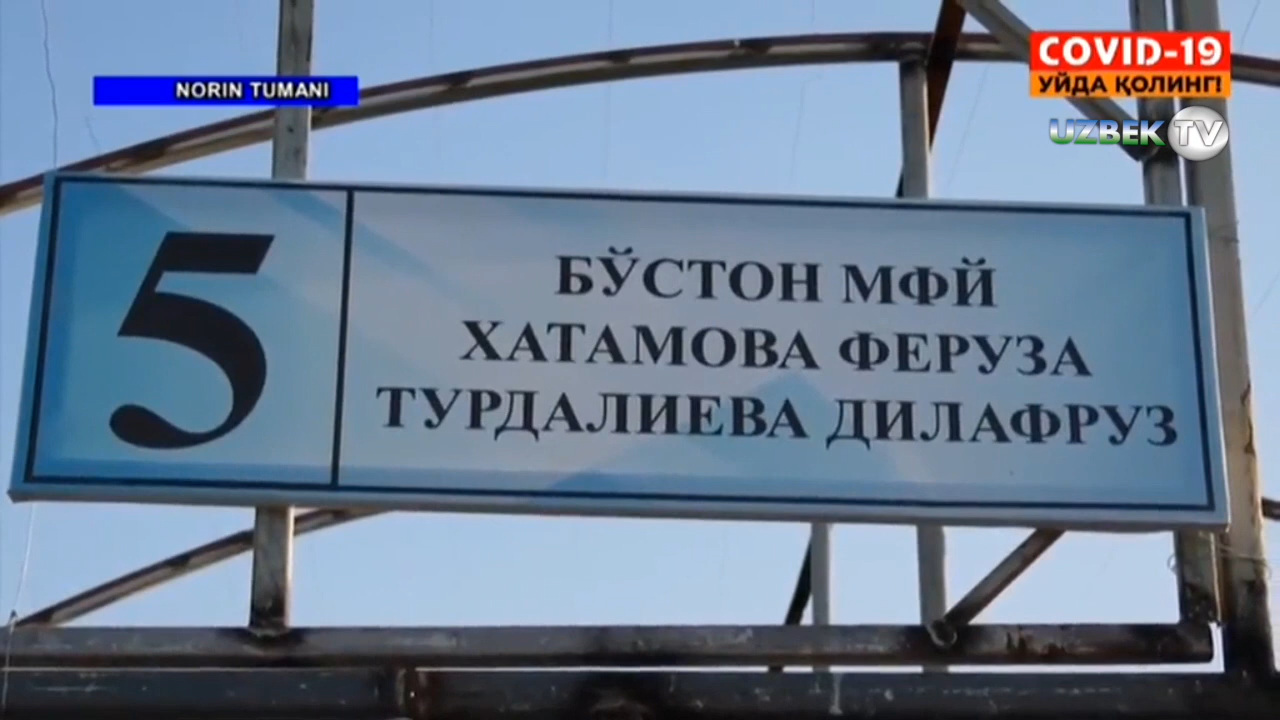 NORIN TUMANI
COVID-19
УЙДА ҚОЛИНГ!
UZBEK TV
5
БЎСТОН МФЙ
ХАТАМОВА ФЕРУЗА
ТУРДАЛИЕВА ДИЛАФРУЗ